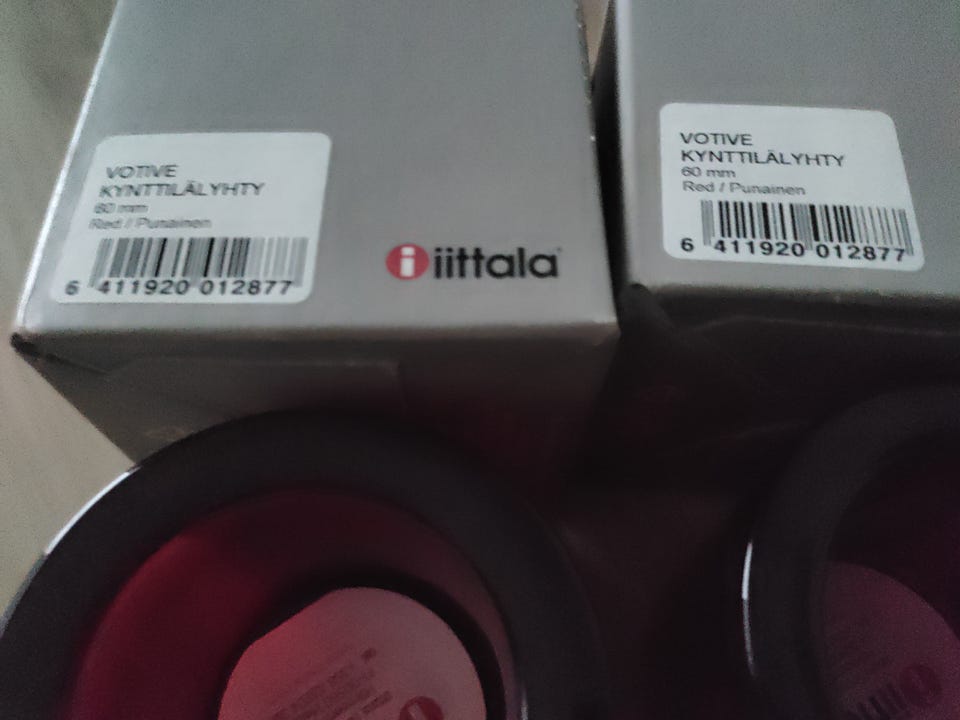 VOTIVE
KYNTTILÄLYHTY
60 mm
Red / Punainen
6 411920 012877
iittala
VOTIVE
KYNTTILÄLYHTY
60 mm
Red / Punainen
6 411920 012877